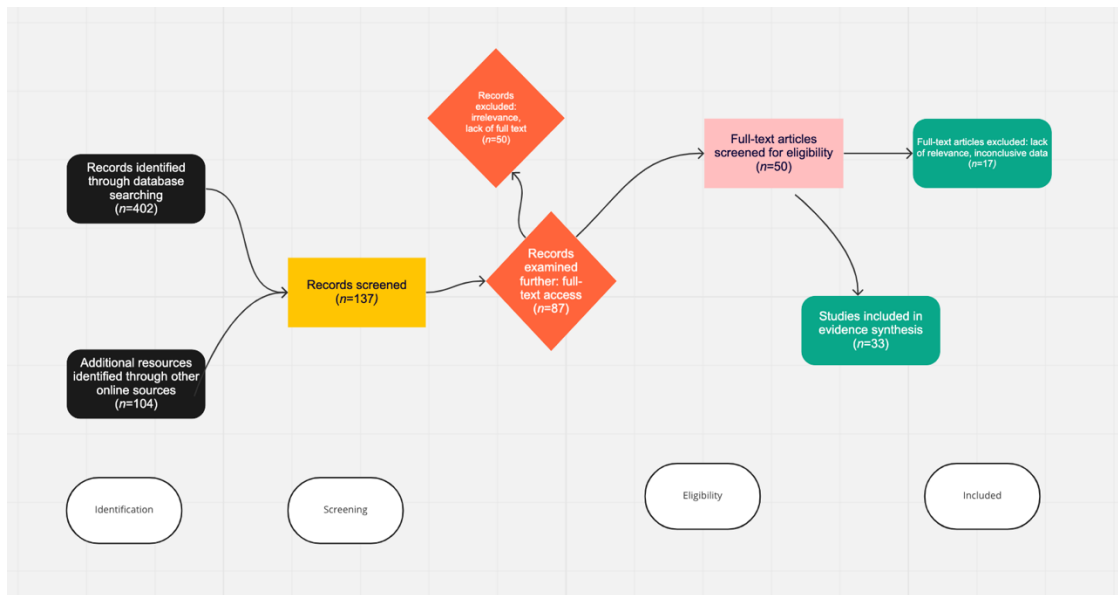 Records identified
through database
searching
(n=402)
Additional resources
identified through other
online sources
(n=104)
Records screened
(n=137)
Records
excluded:
irrelevance,
lack of full text
(n=50)
Records
examined
further: full-
text access
(n=87)
Full-text articles
screened for eligibility
(n=50)
Full-text articles excluded: lack
of relevance, inconclusive data
(n=17)
Studies included in
evidence synthesis
(n=33)
Identification
Screening
Eligibility
Included